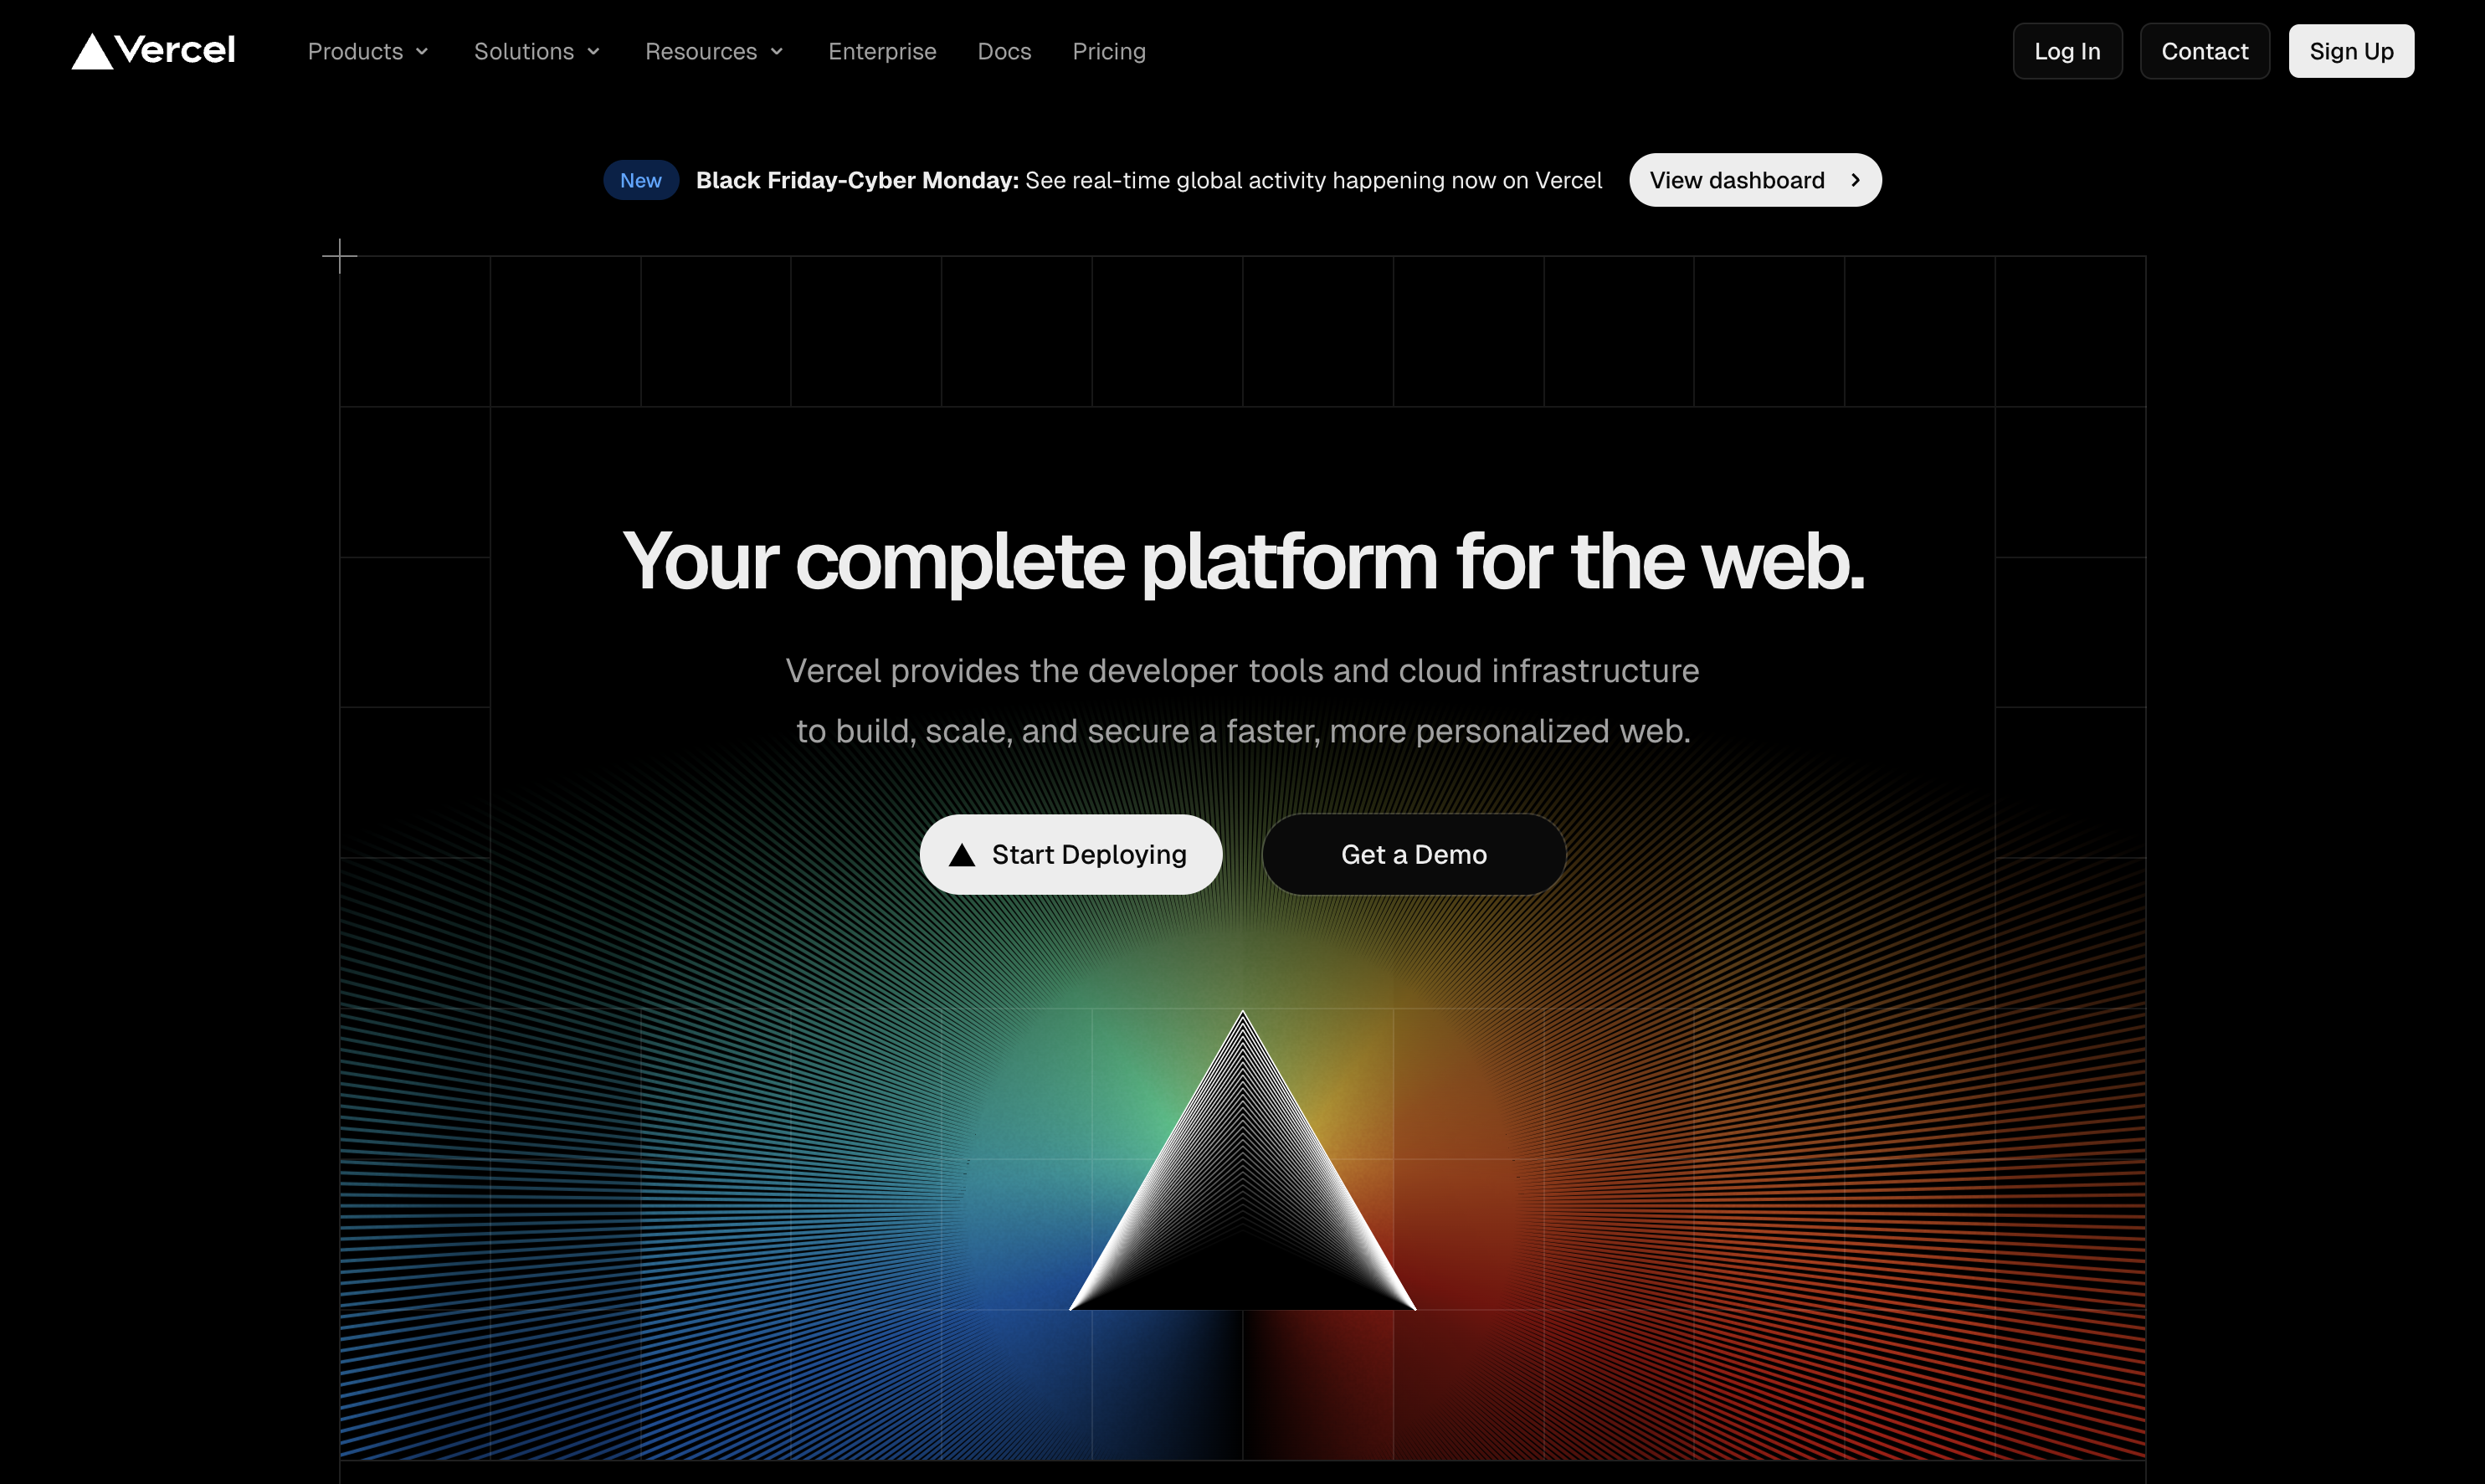 Vercel
Products
Solutions
Resources
Enterprise
Docs
Pricing
Log In
Contact
Sign Up
New
Black Friday-Cyber Monday: See real-time global activity happening now on Vercel
View dashboard
Your complete platform for the web.
Vercel provides the developer tools and cloud infrastructure
to build, scale, and secure a faster, more personalized web.
Start Deploying
Get a Demo